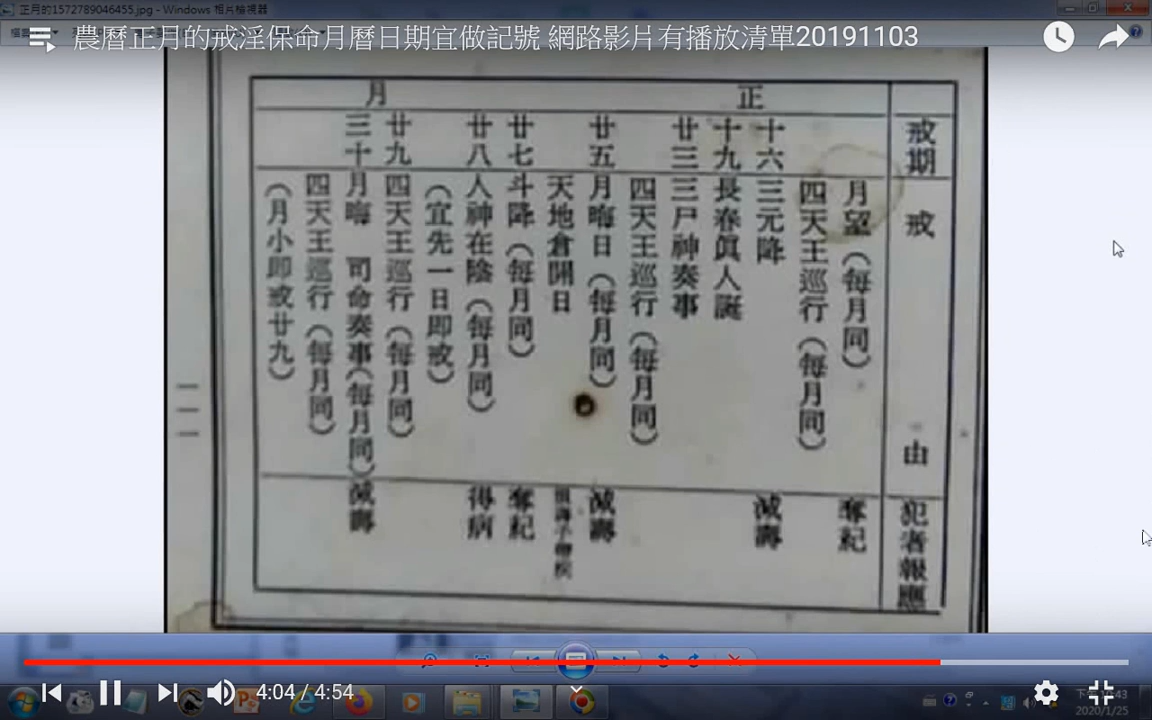 正月的1572789046455.jpg - Windows 相片檢視器
農曆正月的戒淫保命月曆日期宜做記號 網路影片有播放清單20191103
正月
戒期
戒由
犯者報應
月望（每月同）
奪紀
四天王巡行（每月同）
十六
三元降
減壽
十九
長春眞人誕
廿三
三尸神奏事
四天王巡行（每月同）
廿五
月晦日（每月同）
減壽
天地倉開日
廿七
斗降（每月同）
奪紀
廿八
人神在陰（每月同）
得病
（宜先一日即戒）
廿九
四天王巡行（每月同）
三十
月晦 司命奏事（每月同）
減壽
四天王巡行（每月同）
（月小即戒廿九）
一一
4:04 / 4:54
2020/1/25